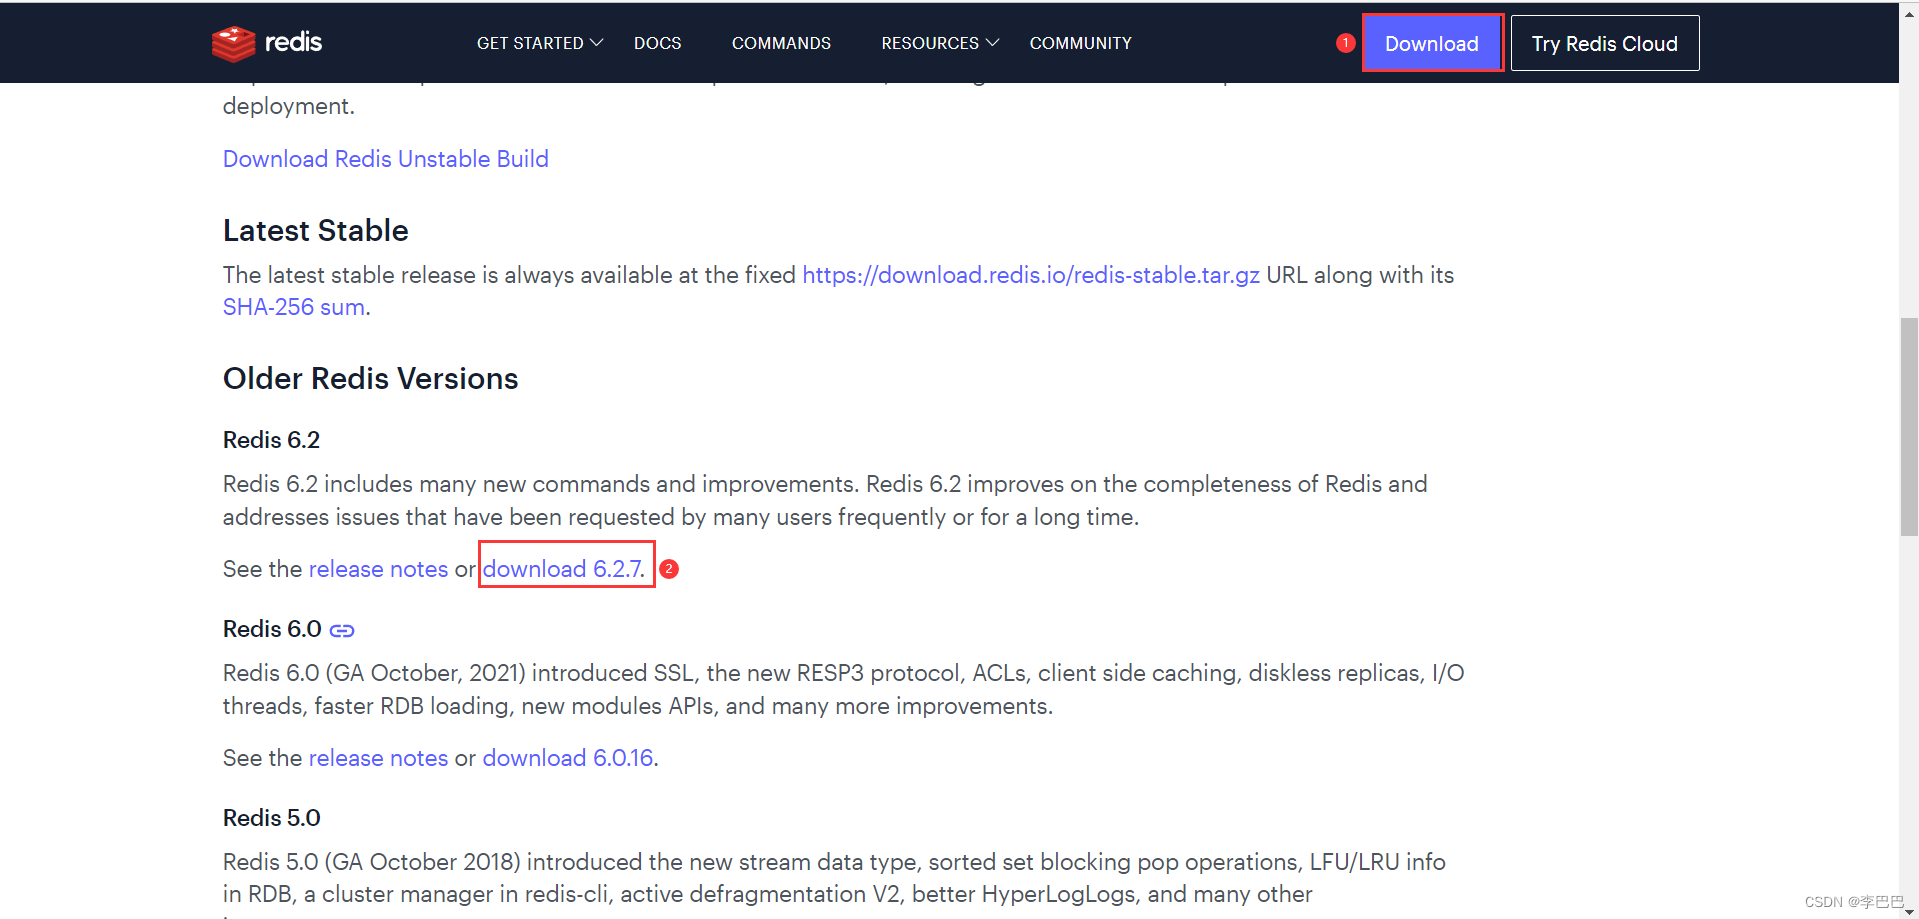 redis
GET STARTED
DOCS
COMMANDS
RESOURCES
COMMUNITY
1
Download
Try Redis Cloud
deployment.
Download Redis Unstable Build
Latest Stable
The latest stable release is always available at the fixed https://download.redis.io/redis-stable.tar.gz URL along with its
SHA-256 sum.
Older Redis Versions
Redis 6.2
Redis 6.2 includes many new commands and improvements. Redis 6.2 improves on the completeness of Redis and
addresses issues that have been requested by many users frequently or for a long time.
See the release notes or download 6.2.7. 2
Redis 6.0
Redis 6.0 (GA October, 2021) introduced SSL, the new RESP3 protocol, ACLs, client side caching, diskless replicas, I/O
threads, faster RDB loading, new modules APIs, and many more improvements.
See the release notes or download 6.0.16.
Redis 5.0
Redis 5.0 (GA October 2018) introduced the new stream data type, sorted set blocking pop operations, LFU/LRU info
in RDB, a cluster manager in redis-cli, active defragmentation V2, better HyperLogLogs, and many other
CSDN @李巴巴